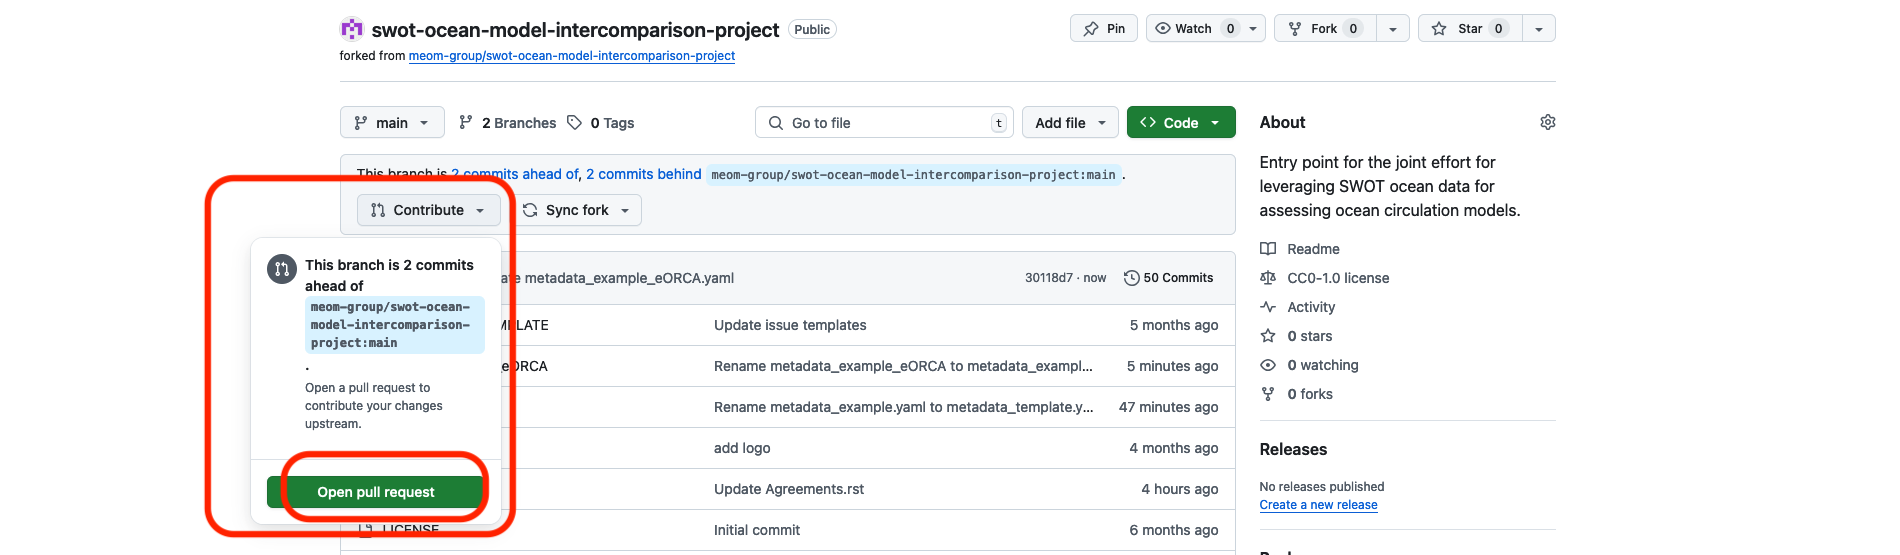 swot-ocean-model-intercomparison-project Public
Pin
Watch 0
Fork 0
Star 0
forked from meom-group/swot-ocean-model-intercomparison-project
main
2 Branches
0 Tags
Go to file
t
Add file
Code
This branch is 2 commits ahead of, 2 commits behind meom-group/swot-ocean-model-intercomparison-project:main .
Contribute
Sync fork
This branch is 2 commits
ahead of
meom-group/swot-ocean-
model-intercomparison-
project:main
.
Open a pull request to
contribute your changes
upstream.
Open pull request
metadata_example_eORCA.yaml
30118d7 · now
50 Commits
Update issue templates
5 months ago
Rename metadata_example_eORCA to metadata_exampl...
5 minutes ago
Rename metadata_example.yaml to metadata_template.y...
47 minutes ago
add logo
4 months ago
Update Agreements.rst
4 hours ago
LICENSE
Initial commit
6 months ago
About
Entry point for the joint effort for
leveraging SWOT ocean data for
assessing ocean circulation models.
Readme
CC0-1.0 license
Activity
0 stars
0 watching
0 forks
Releases
No releases published
Create a new release